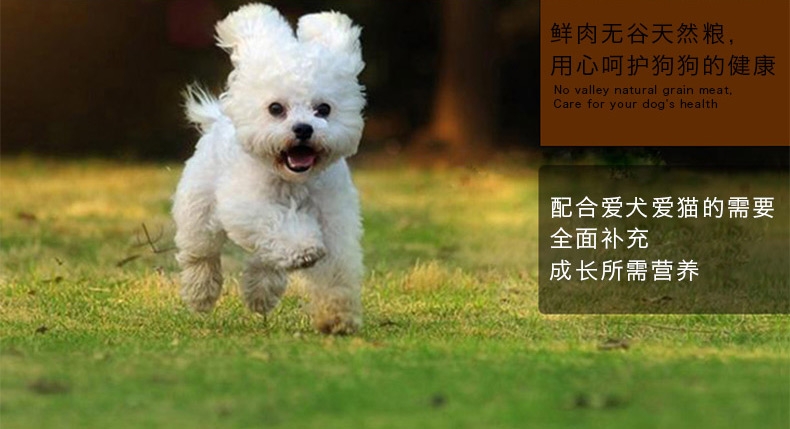 鲜肉无谷天然粮,
用心呵护狗狗的健康
No valley natural grain meat,
Care for your dog's health
配合爱犬爱猫的需要
全面补充
成长所需营养